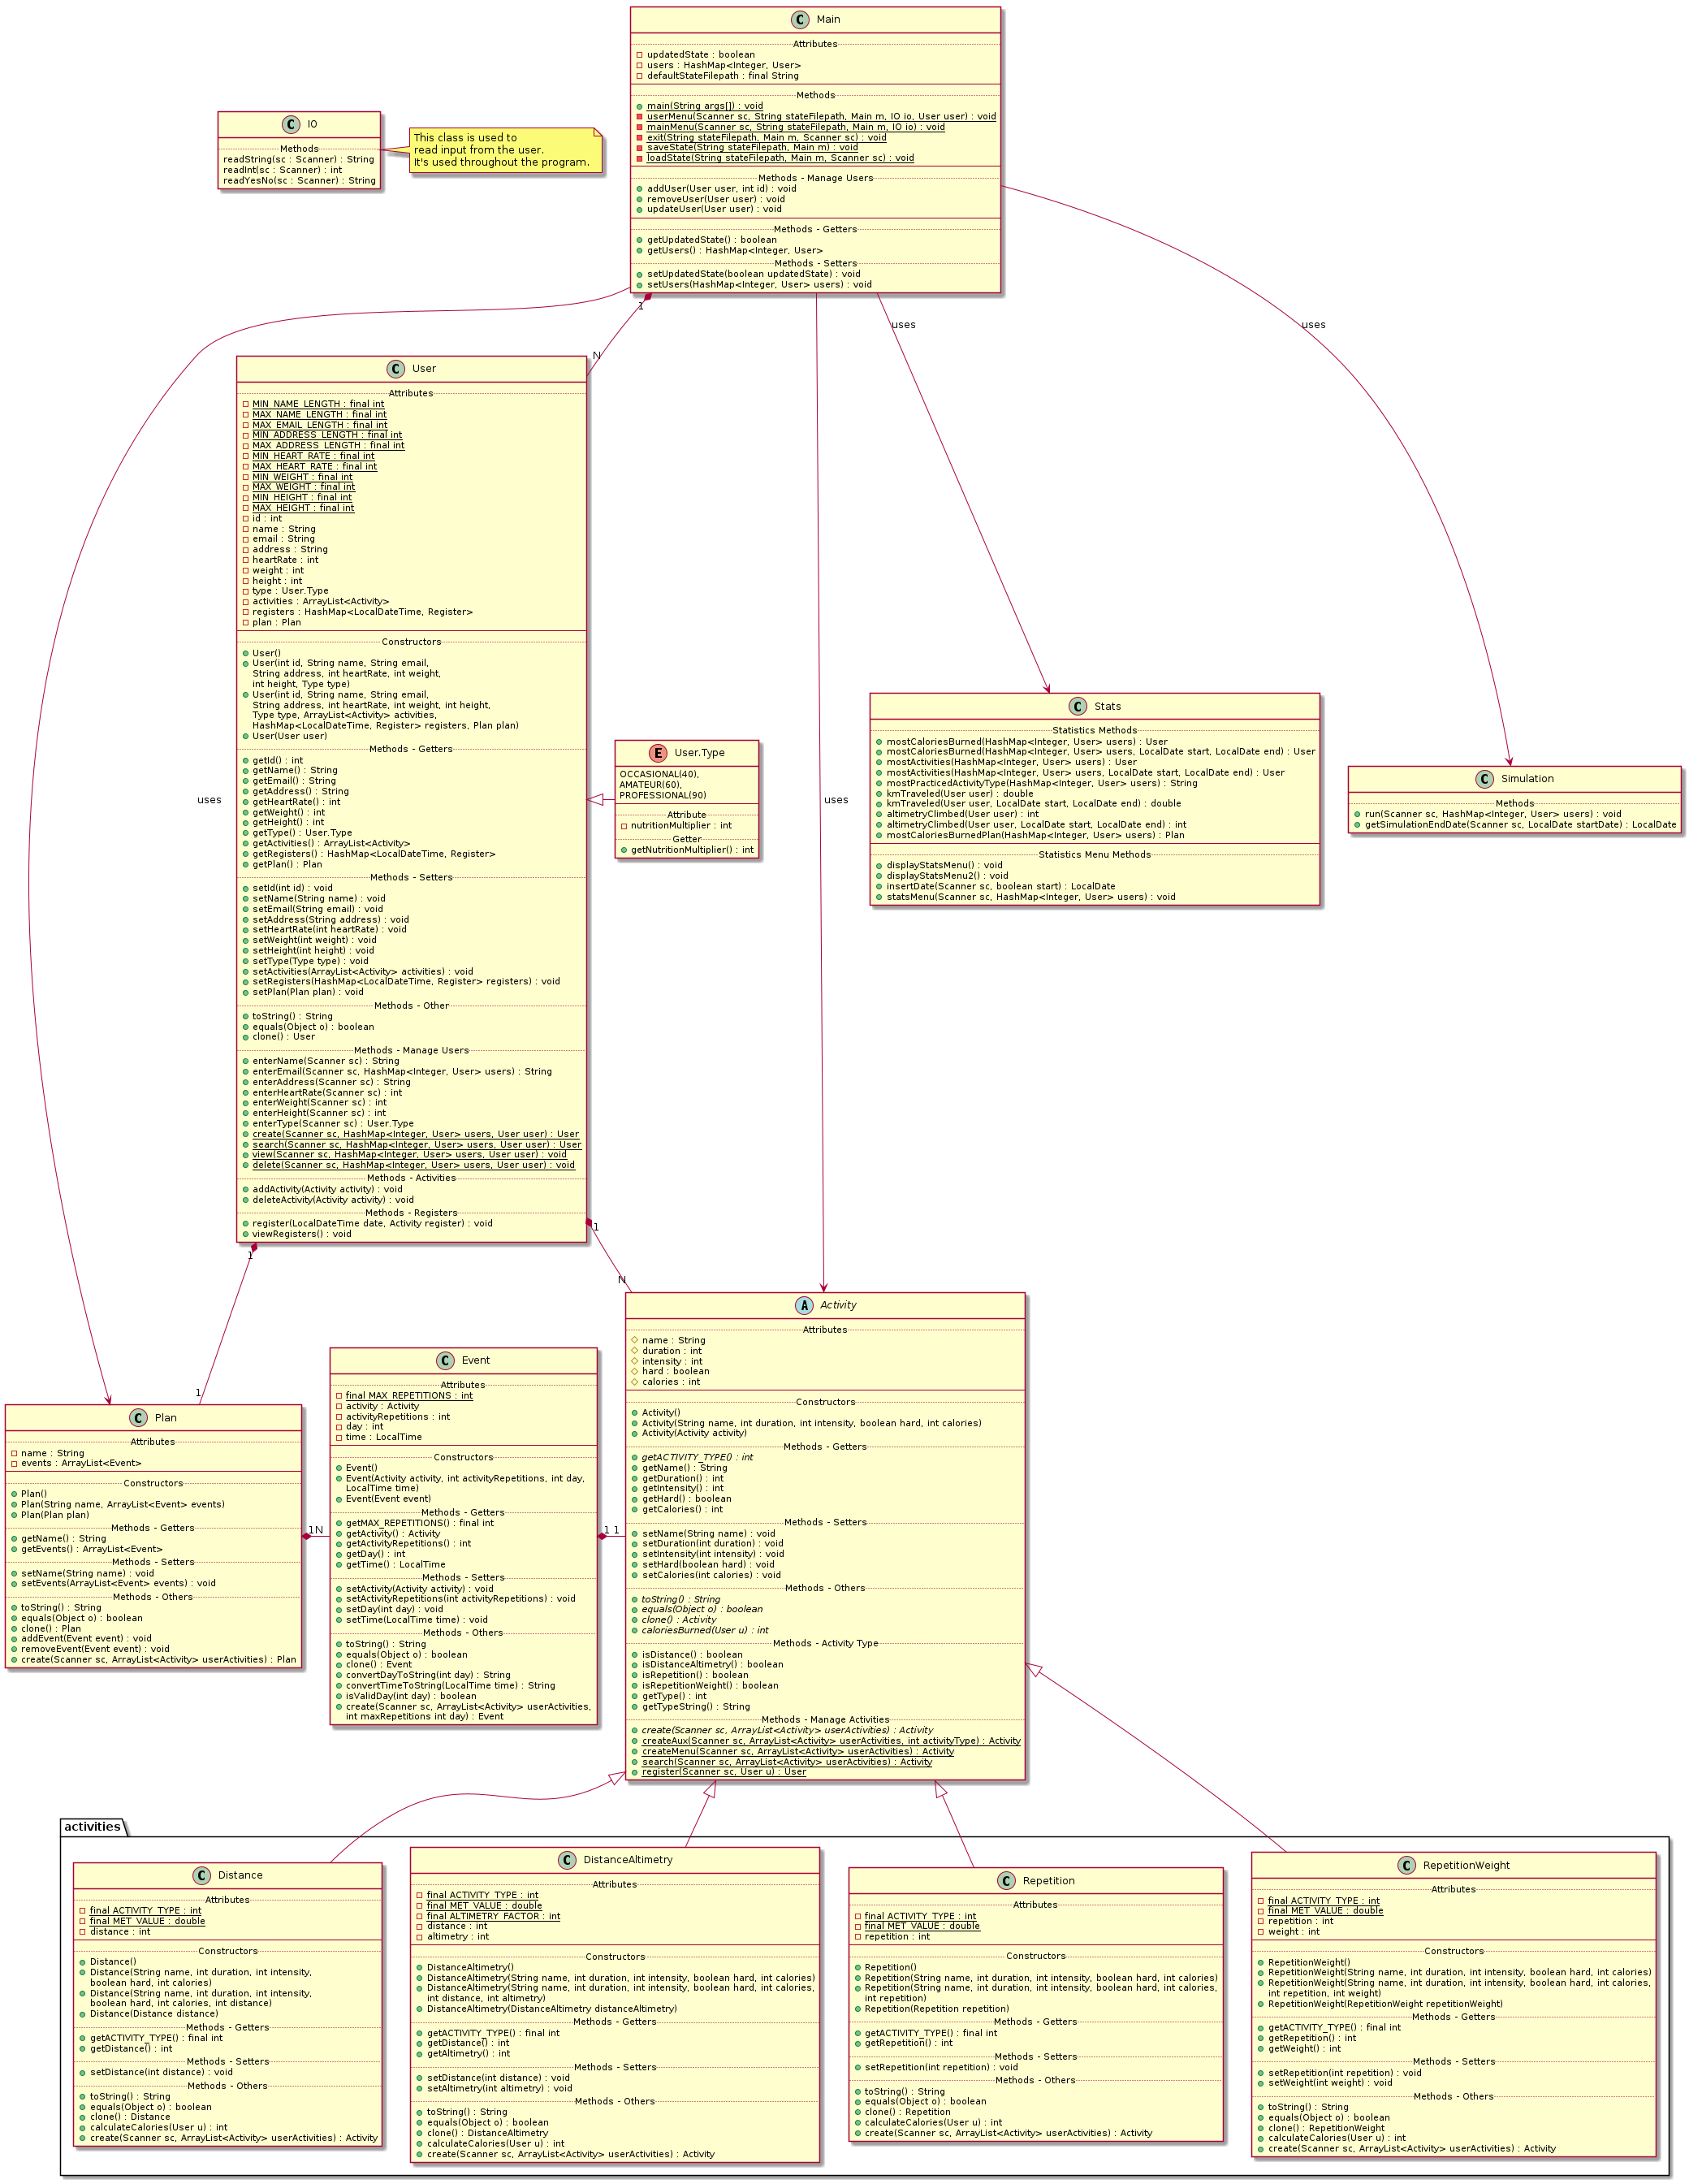 Main
Attributes
updatedState : boolean
users : HashMap<Integer, User>
defaultStateFilepath : final String
Methods
main(String args[]) : void
userMenu(Scanner sc, String stateFilepath, Main m, IO io, User user) : void
mainMenu(Scanner sc, String stateFilepath, Main m, IO io) : void
exit(String stateFilepath, Main m, Scanner sc) : void
saveState(String stateFilepath, Main m) : void
loadState(String stateFilepath, Main m, Scanner sc) : void
Methods - Manage Users
addUser(User user, int id) : void
removeUser(User user) : void
updateUser(User user) : void
Methods - Getters
getUpdatedState() : boolean
getUsers() : HashMap<Integer, User>
Methods - Setters
setUpdatedState(boolean updatedState) : void
setUsers(HashMap<Integer, User> users) : void
IO
Methods
readString(sc : Scanner) : String
readInt(sc : Scanner) : int
readYesNo(sc : Scanner) : String
This class is used to
read input from the user.
It's used throughout the program.
1
N
uses
uses
uses
uses
User
Attributes
MIN_NAME_LENGTH : final int
MAX_NAME_LENGTH : final int
MAX_EMAIL_LENGTH : final int
MIN_ADDRESS_LENGTH : final int
MAX_ADDRESS_LENGTH : final int
MIN_HEART_RATE : final int
MAX_HEART_RATE : final int
MIN_WEIGHT : final int
MAX_WEIGHT : final int
MIN_HEIGHT : final int
MAX_HEIGHT : final int
id : int
name : String
email : String
address : String
heartRate : int
weight : int
height : int
type : User.Type
activities : ArrayList<Activity>
registers : HashMap<LocalDateTime, Register>
plan : Plan
Constructors
User()
User(int id, String name, String email,
String address, int heartRate, int weight,
int height, Type type)
User(int id, String name, String email,
String address, int heartRate, int weight, int height,
Type type, ArrayList<Activity> activities,
HashMap<LocalDateTime, Register> registers, Plan plan)
User(User user)
Methods - Getters
getId() : int
getName() : String
getEmail() : String
getAddress() : String
getHeartRate() : int
getWeight() : int
getHeight() : int
getType() : User.Type
getActivities() : ArrayList<Activity>
getRegisters() : HashMap<LocalDateTime, Register>
getPlan() : Plan
Methods - Setters
setId(int id) : void
setName(String name) : void
setEmail(String email) : void
setAddress(String address) : void
setHeartRate(int heartRate) : void
setWeight(int weight) : void
setHeight(int height) : void
setType(Type type) : void
setActivities(ArrayList<Activity> activities) : void
setRegisters(HashMap<LocalDateTime, Register> registers) : void
setPlan(Plan plan) : void
Methods - Other
toString() : String
equals(Object o) : boolean
clone() : User
Methods - Manage Users
enterName(Scanner sc) : String
enterEmail(Scanner sc, HashMap<Integer, User> users) : String
enterAddress(Scanner sc) : String
enterHeartRate(Scanner sc) : int
enterWeight(Scanner sc) : int
enterHeight(Scanner sc) : int
enterType(Scanner sc) : User.Type
create(Scanner sc, HashMap<Integer, User> users, User user) : User
search(Scanner sc, HashMap<Integer, User> users, User user) : User
view(Scanner sc, HashMap<Integer, User> users, User user) : void
delete(Scanner sc, HashMap<Integer, User> users, User user) : void
Methods - Activities
addActivity(Activity activity) : void
deleteActivity(Activity activity) : void
Methods - Registers
register(LocalDateTime date, Activity register) : void
viewRegisters() : void
User.Type
OCCASIONAL(40),
AMATEUR(60),
PROFESSIONAL(90)
Attribute
nutritionMultiplier : int
Getter
getNutritionMultiplier() : int
Stats
Statistics Methods
mostCaloriesBurned(HashMap<Integer, User> users) : User
mostCaloriesBurned(HashMap<Integer, User> users, LocalDate start, LocalDate end) : User
mostActivities(HashMap<Integer, User> users) : User
mostActivities(HashMap<Integer, User> users, LocalDate start, LocalDate end) : User
mostPracticedActivityType(HashMap<Integer, User> users) : String
kmTraveled(User user) : double
kmTraveled(User user, LocalDate start, LocalDate end) : double
altimetryClimbed(User user) : int
altimetryClimbed(User user, LocalDate start, LocalDate end) : int
mostCaloriesBurnedPlan(HashMap<Integer, User> users) : Plan
Statistics Menu Methods
displayStatsMenu() : void
displayStatsMenu2() : void
insertDate(Scanner sc, boolean start) : LocalDate
statsMenu(Scanner sc, HashMap<Integer, User> users) : void
Simulation
Methods
run(Scanner sc, HashMap<Integer, User> users) : void
getSimulationEndDate(Scanner sc, LocalDate startDate) : LocalDate
1
1
1
N
Plan
Attributes
name : String
events : ArrayList<Event>
Constructors
Plan()
Plan(String name, ArrayList<Event> events)
Plan(Plan plan)
Methods - Getters
getName() : String
getEvents() : ArrayList<Event>
Methods - Setters
setName(String name) : void
setEvents(ArrayList<Event> events) : void
Methods - Others
toString() : String
equals(Object o) : boolean
clone() : Plan
addEvent(Event event) : void
removeEvent(Event event) : void
create(Scanner sc, ArrayList<Activity> userActivities) : Plan
1N
Event
Attributes
final MAX_REPETITIONS : int
activity : Activity
activityRepetitions : int
day : int
time : LocalTime
Constructors
Event()
Event(Activity activity, int activityRepetitions, int day,
LocalTime time)
Event(Event event)
Methods - Getters
getMAX_REPETITIONS() : final int
getActivity() : Activity
getActivityRepetitions() : int
getDay() : int
getTime() : LocalTime
Methods - Setters
setActivity(Activity activity) : void
setActivityRepetitions(int activityRepetitions) : void
setDay(int day) : void
setTime(LocalTime time) : void
Methods - Others
toString() : String
equals(Object o) : boolean
clone() : Event
convertDayToString(int day) : String
convertTimeToString(LocalTime time) : String
isValidDay(int day) : boolean
create(Scanner sc, ArrayList<Activity> userActivities,
int maxRepetitions int day) : Event
1 1
Activity
Attributes
name : String
duration : int
intensity : int
hard : boolean
calories : int
Constructors
Activity()
Activity(String name, int duration, int intensity, boolean hard, int calories)
Activity(Activity activity)
Methods - Getters
getACTIVITY_TYPE() : int
getName() : String
getDuration() : int
getIntensity() : int
getHard() : boolean
getCalories() : int
Methods - Setters
setName(String name) : void
setDuration(int duration) : void
setIntensity(int intensity) : void
setHard(boolean hard) : void
setCalories(int calories) : void
Methods - Others
toString() : String
equals(Object o) : boolean
clone() : Activity
caloriesBurned(User u) : int
Methods - Activity Type
isDistance() : boolean
isDistanceAltimetry() : boolean
isRepetition() : boolean
isRepetitionWeight() : boolean
getType() : int
getTypeString() : String
Methods - Manage Activities
create(Scanner sc, ArrayList<Activity> userActivities) : Activity
createAux(Scanner sc, ArrayList<Activity> userActivities, int activityType) : Activity
createMenu(Scanner sc, ArrayList<Activity> userActivities) : Activity
search(Scanner sc, ArrayList<Activity> userActivities) : Activity
register(Scanner sc, User u) : User
activities
Distance
Attributes
final ACTIVITY_TYPE : int
final MET_VALUE : double
distance : int
Constructors
Distance()
Distance(String name, int duration, int intensity,
boolean hard, int calories)
Distance(String name, int duration, int intensity,
boolean hard, int calories, int distance)
Distance(Distance distance)
Methods - Getters
getACTIVITY_TYPE() : final int
getDistance() : int
Methods - Setters
setDistance(int distance) : void
Methods - Others
toString() : String
equals(Object o) : boolean
clone() : Distance
calculateCalories(User u) : int
create(Scanner sc, ArrayList<Activity> userActivities) : Activity
DistanceAltimetry
Attributes
final ACTIVITY_TYPE : int
final MET_VALUE : double
final ALTIMETRY_FACTOR : int
distance : int
altimetry : int
Constructors
DistanceAltimetry()
DistanceAltimetry(String name, int duration, int intensity, boolean hard, int calories)
DistanceAltimetry(String name, int duration, int intensity, boolean hard, int calories,
int distance, int altimetry)
DistanceAltimetry(DistanceAltimetry distanceAltimetry)
Methods - Getters
getACTIVITY_TYPE() : final int
getDistance() : int
getAltimetry() : int
Methods - Setters
setDistance(int distance) : void
setAltimetry(int altimetry) : void
Methods - Others
toString() : String
equals(Object o) : boolean
clone() : DistanceAltimetry
calculateCalories(User u) : int
create(Scanner sc, ArrayList<Activity> userActivities) : Activity
Repetition
Attributes
final ACTIVITY_TYPE : int
final MET_VALUE : double
repetition : int
Constructors
Repetition()
Repetition(String name, int duration, int intensity, boolean hard, int calories)
Repetition(String name, int duration, int intensity, boolean hard, int calories,
int repetition)
Repetition(Repetition repetition)
Methods - Getters
getACTIVITY_TYPE() : final int
getRepetition() : int
Methods - Setters
setRepetition(int repetition) : void
Methods - Others
toString() : String
equals(Object o) : boolean
clone() : Repetition
calculateCalories(User u) : int
create(Scanner sc, ArrayList<Activity> userActivities) : Activity
RepetitionWeight
Attributes
final ACTIVITY_TYPE : int
final MET_VALUE : double
repetition : int
weight : int
Constructors
RepetitionWeight()
RepetitionWeight(String name, int duration, int intensity, boolean hard, int calories)
RepetitionWeight(String name, int duration, int intensity, boolean hard, int calories,
int repetition, int weight)
RepetitionWeight(RepetitionWeight repetitionWeight)
Methods - Getters
getACTIVITY_TYPE() : final int
getRepetition() : int
getWeight() : int
Methods - Setters
setRepetition(int repetition) : void
setWeight(int weight) : void
Methods - Others
toString() : String
equals(Object o) : boolean
clone() : RepetitionWeight
calculateCalories(User u) : int
create(Scanner sc, ArrayList<Activity> userActivities) : Activity